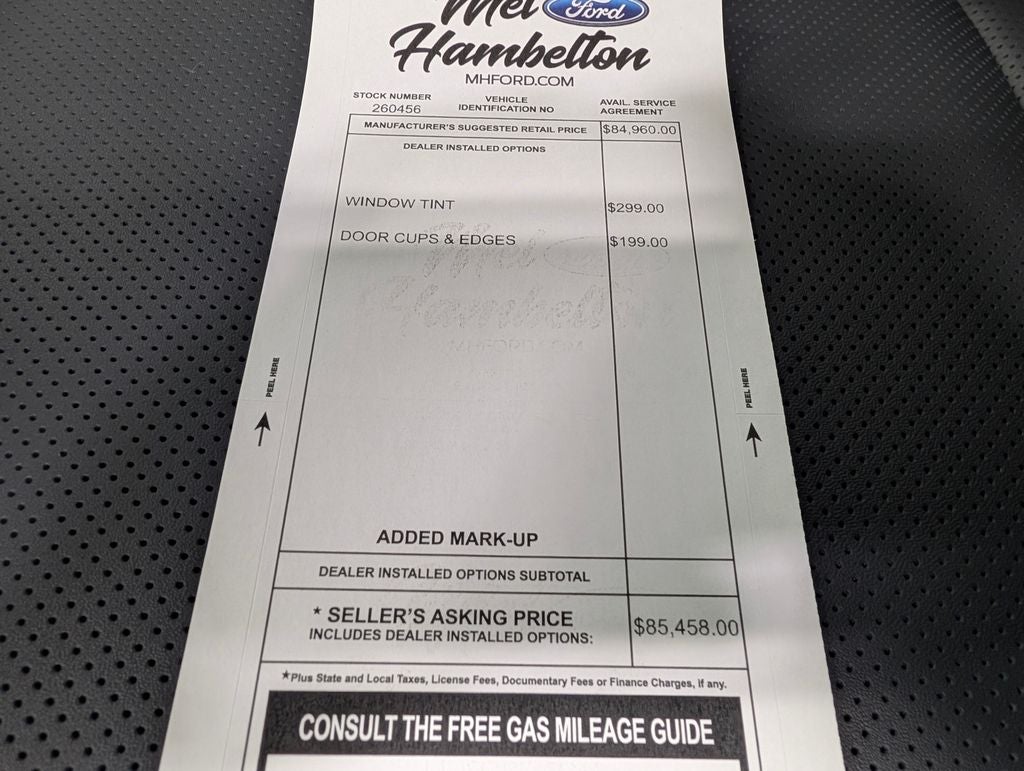 Mel Ford
Hambelton
MHFORD.COM
STOCK NUMBER
260456
VEHICLE
IDENTIFICATION NO
AVAIL. SERVICE
AGREEMENT
MANUFACTURER'S SUGGESTED RETAIL PRICE $84,960.00
DEALER INSTALLED OPTIONS
WINDOW TINT $299.00
DOOR CUPS & EDGES $199.00
PEEL HERE
PEEL HERE
ADDED MARK-UP
DEALER INSTALLED OPTIONS SUBTOTAL
* SELLER'S ASKING PRICE
INCLUDES DEALER INSTALLED OPTIONS: $85,458.00
*Plus State and Local Taxes, License Fees, Documentary Fees or Finance Charges, if any.
CONSULT THE FREE GAS MILEAGE GUIDE